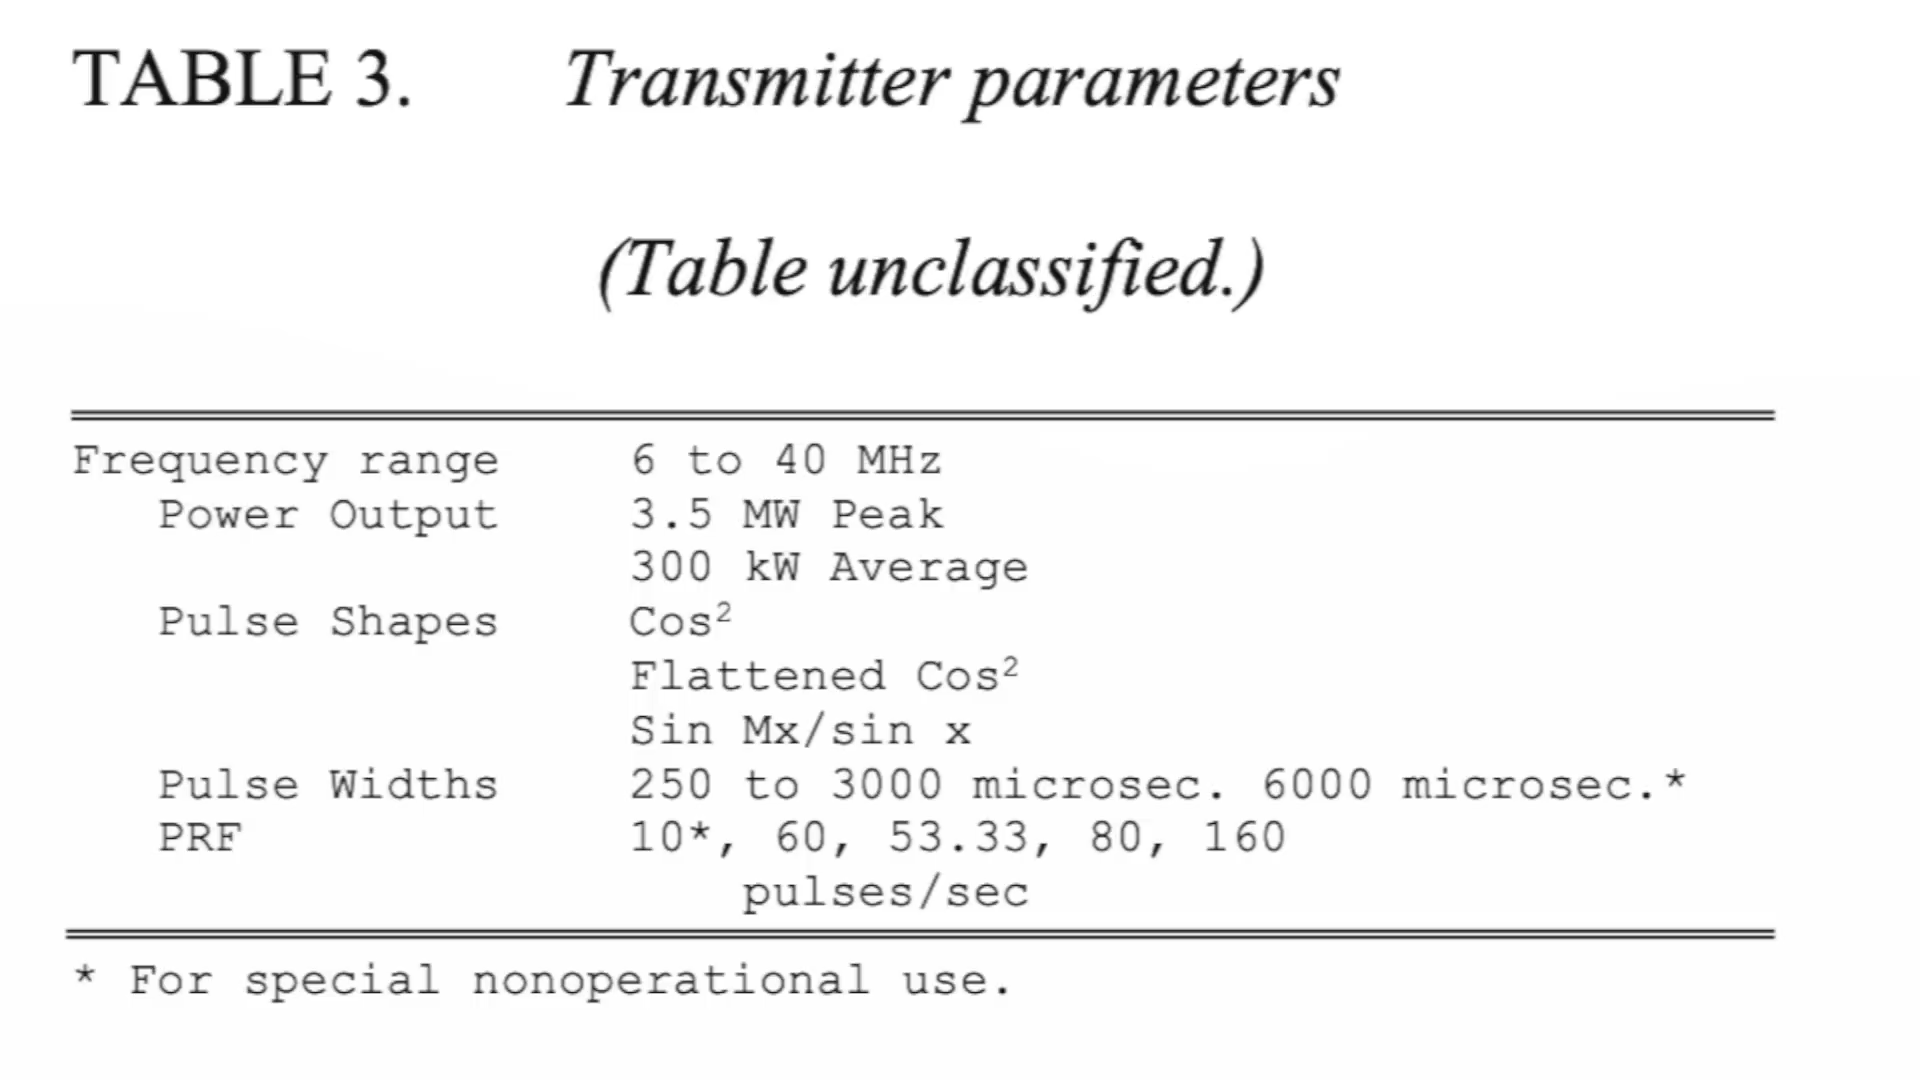 TABLE 3. Transmitter parameters
(Table unclassified.)
Frequency range 6 to 40 MHz
Power Output 3.5 MW Peak
300 kW Average
Pulse Shapes Cos²
Flattened Cos²
Sin Mx/sin x
Pulse Widths 250 to 3000 microsec. 6000 microsec.*
PRF 10*, 60, 53.33, 80, 160
pulses/sec
* For special nonoperational use.